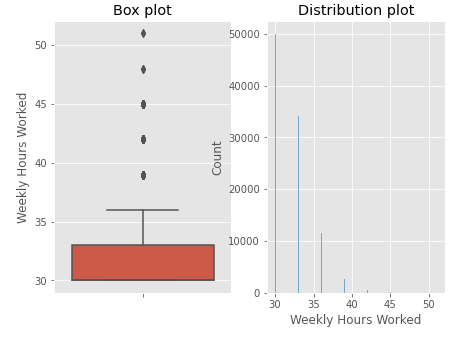 Box plot
Weekly Hours Worked
50
45
40
35
30
Distribution plot
Count
50000
40000
30000
20000
10000
0
30 35 40 45 50
Weekly Hours Worked